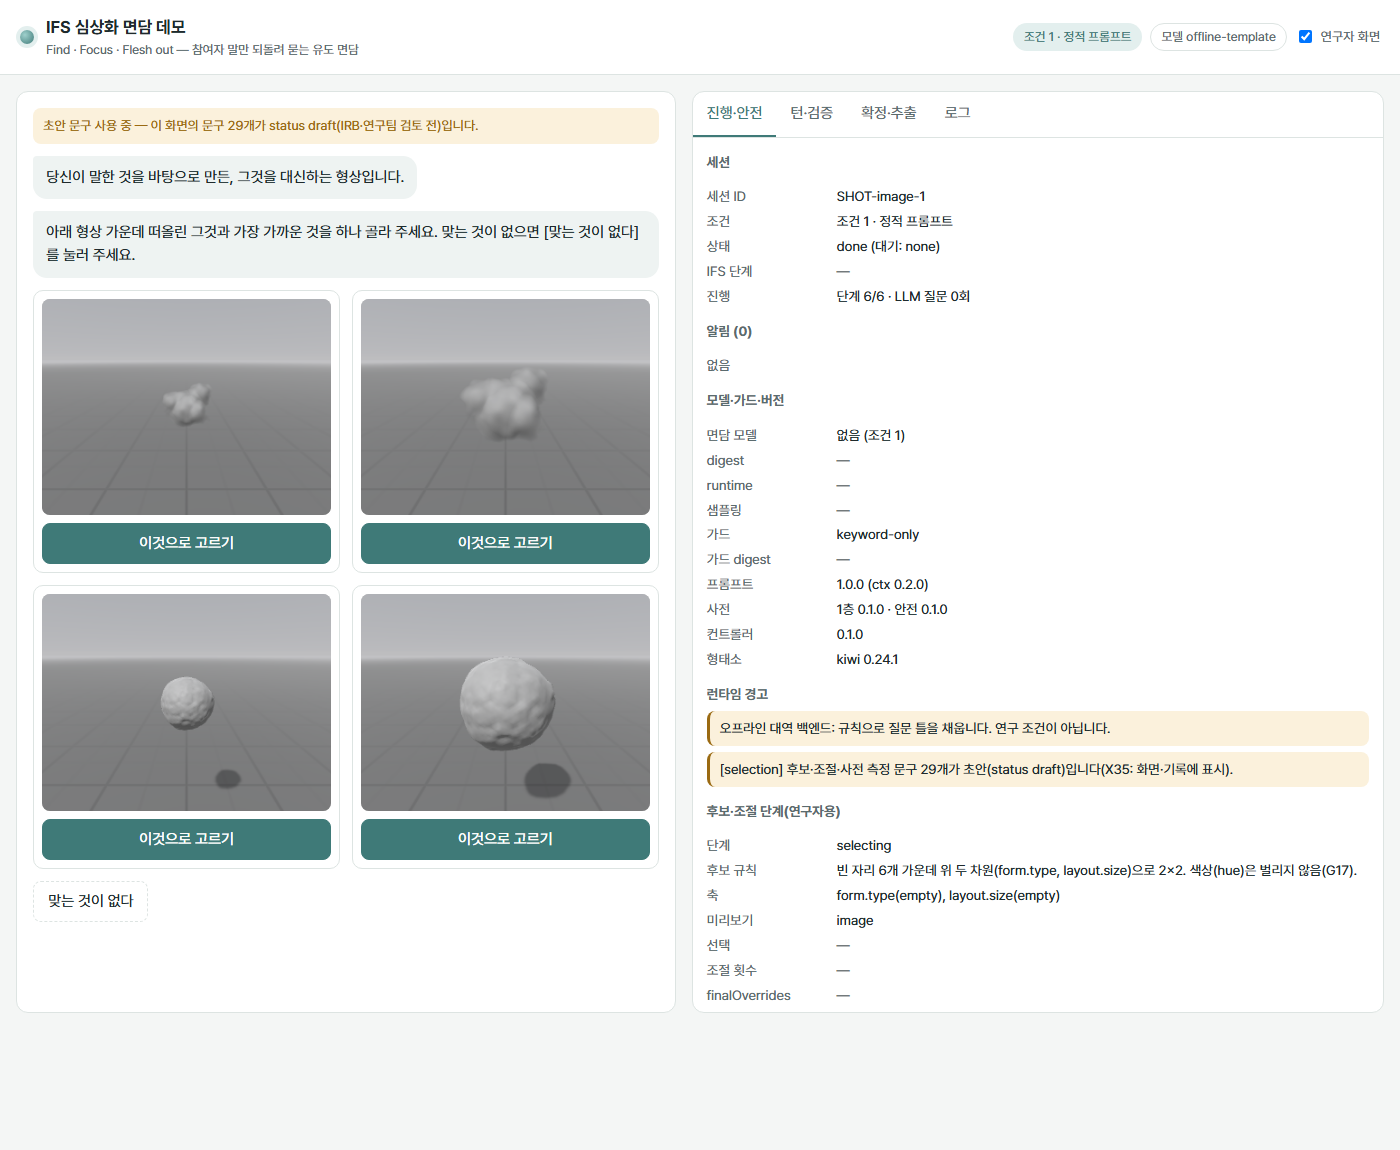 IFS 심상화 면담 데모
Find · Focus · Flesh out — 참여자 말만 되돌려 묻는 유도 면담
조건 1 · 정적 프롬프트
모델 offline-template
연구자 화면
초안 문구 사용 중 — 이 화면의 문구 29개가 status draft(IRB·연구팀 검토 전)입니다.
당신이 말한 것을 바탕으로 만든, 그것을 대신하는 형상입니다.
아래 형상 가운데 떠올린 그것과 가장 가까운 것을 하나 골라 주세요. 맞는 것이 없으면 [맞는 것이 없다]
를 눌러 주세요.
이것으로 고르기
이것으로 고르기
이것으로 고르기
이것으로 고르기
맞는 것이 없다
진행·안전
턴·검증
확정·추출
로그
세션
세션 ID SHOT-image-1
조건 조건 1 · 정적 프롬프트
상태 done (대기: none)
IFS 단계 —
진행 단계 6/6 · LLM 질문 0회
알림 (0)
없음
모델·가드·버전
면담 모델 없음 (조건 1)
digest —
runtime —
샘플링 —
가드 keyword-only
가드 digest —
프롬프트 1.0.0 (ctx 0.2.0)
사전 1층 0.1.0 · 안전 0.1.0
컨트롤러 0.1.0
형태소 kiwi 0.24.1
런타임 경고
오프라인 대역 백엔드: 규칙으로 질문 틀을 채웁니다. 연구 조건이 아닙니다.
[selection] 후보·조절·사전 측정 문구 29개가 초안(status draft)입니다(X35: 화면·기록에 표시).
후보·조절 단계(연구자용)
단계 selecting
후보 규칙 빈 자리 6개 가운데 위 두 차원(form.type, layout.size)으로 2×2. 색상(hue)은 벌리지 않음(G17).
축 form.type(empty), layout.size(empty)
미리보기 image
선택 —
조절 횟수 —
finalOverrides —